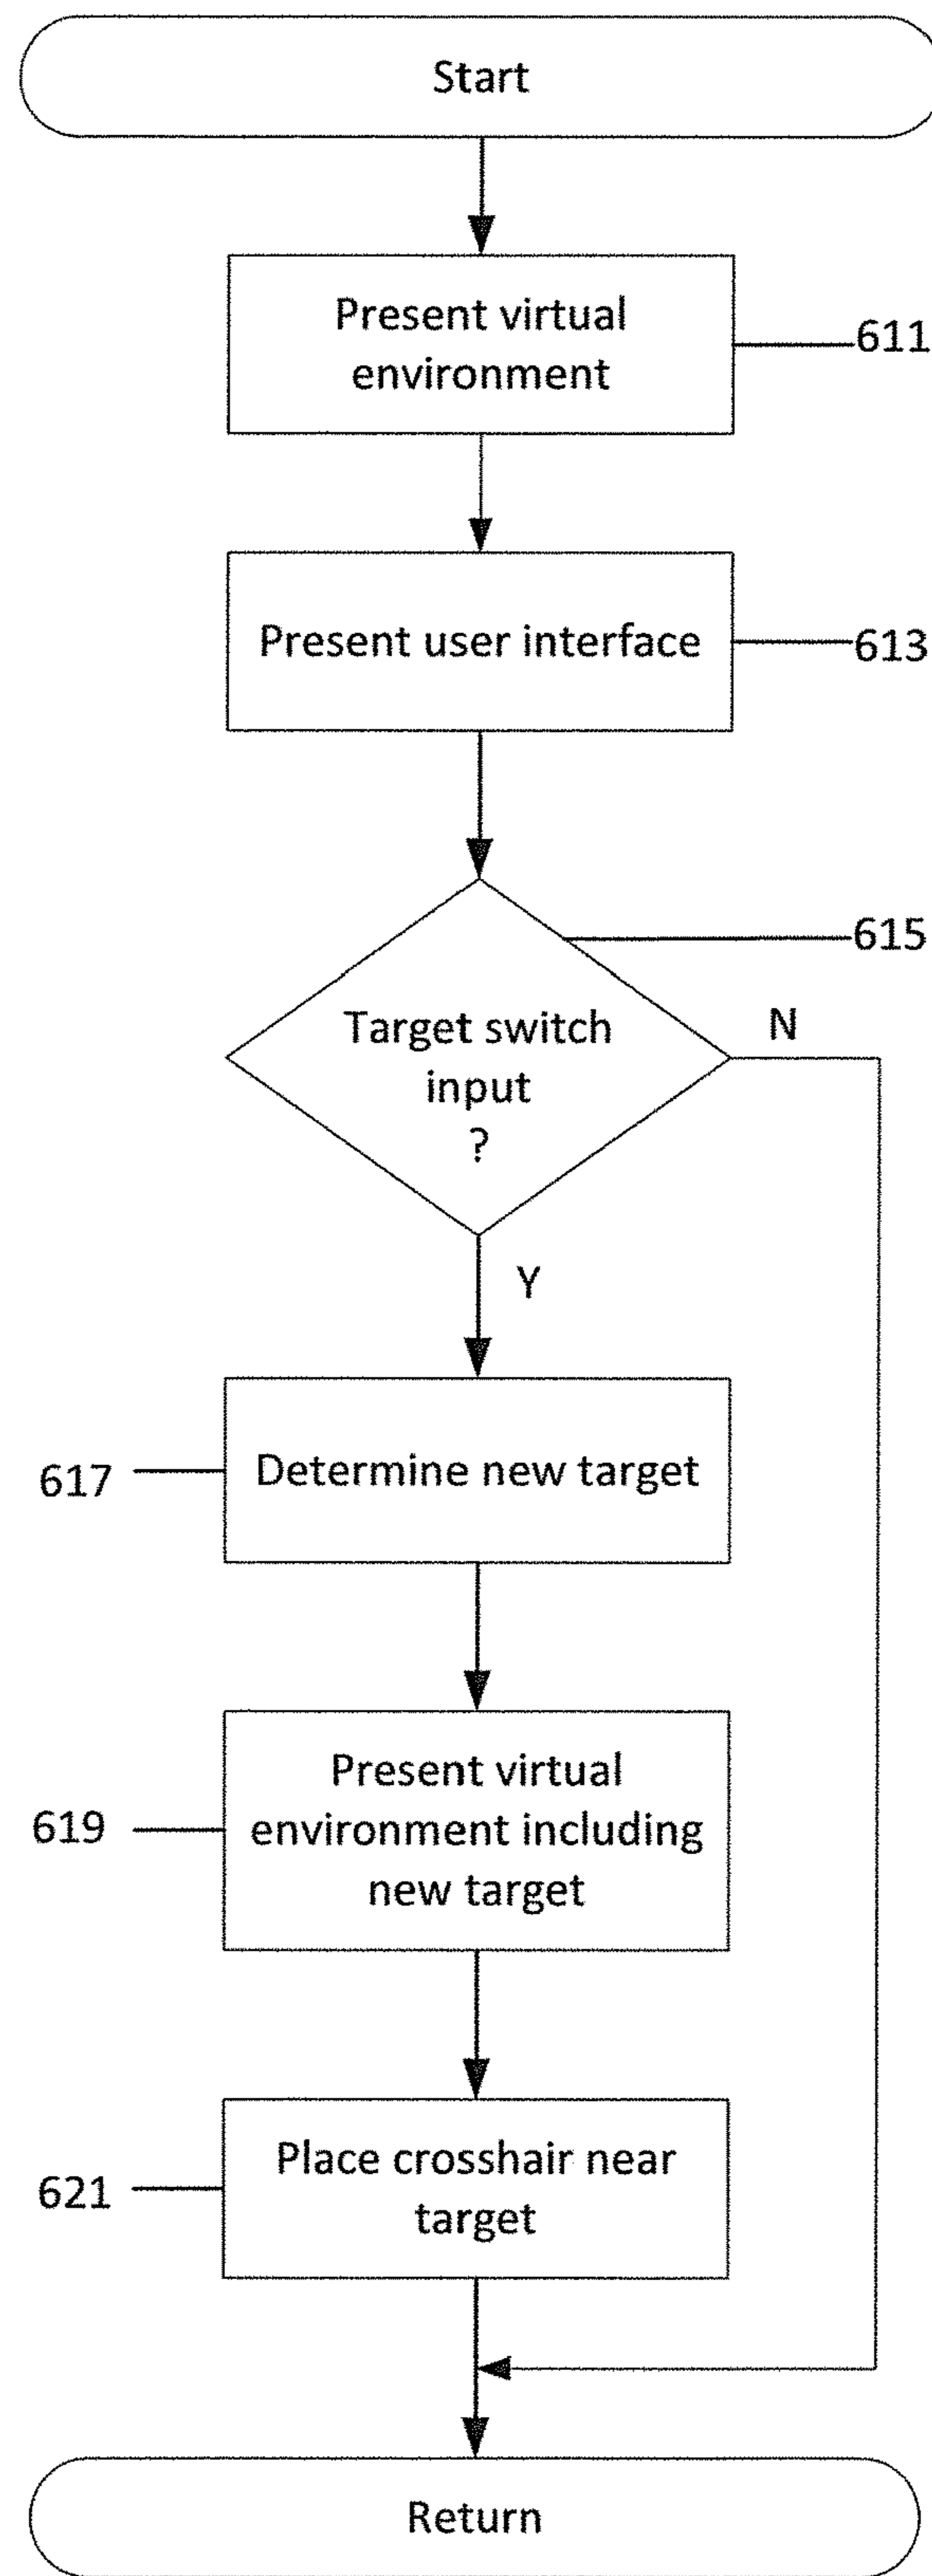 Start
Present virtual
environment
611
Present user interface
613
615
Target switch
input
?
N
Y
617
Determine new target
Present virtual
619
environment including
new target
Place crosshair near
621
target
Return